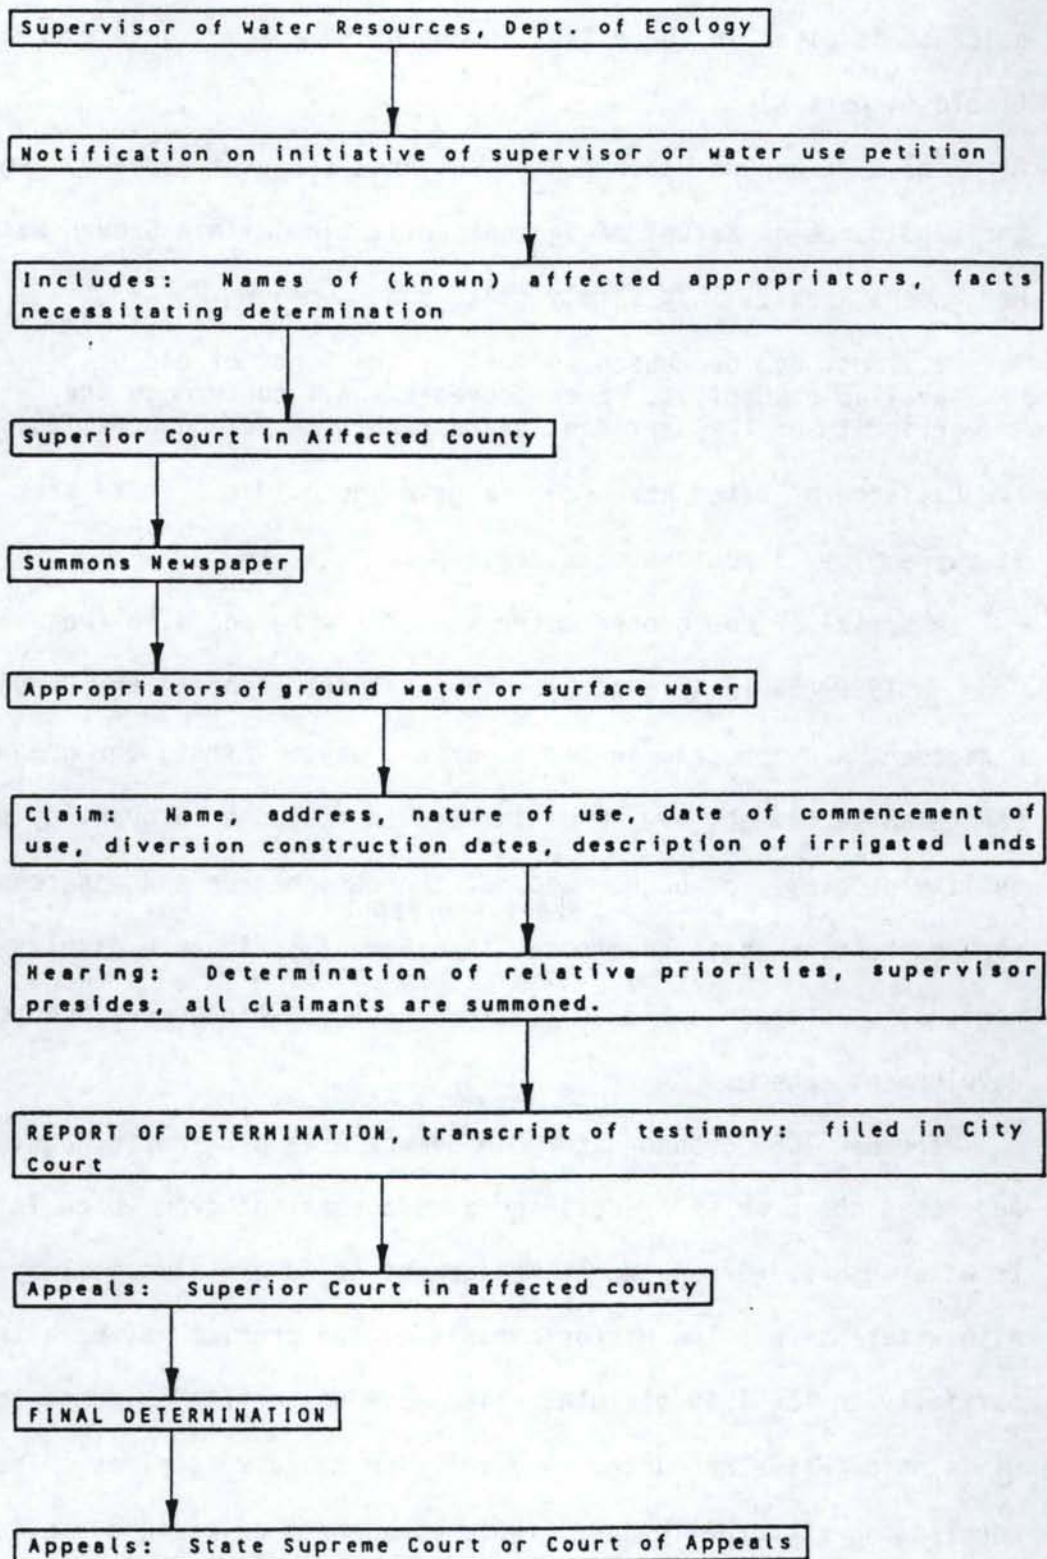 Supervisor of Water Resources, Dept. of Ecology
Notification on initiative of supervisor or water use petition
Includes: Names of (known) affected appropriators, facts
necessitating determination
Superior Court in Affected County
Summons Newspaper
Appropriators of ground water or surface water
Claim: Name, address, nature of use, date of commencement of
use, diversion construction dates, description of irrigated lands
Hearing: Determination of relative priorities, supervisor
presides, all claimants are summoned.
REPORT OF DETERMINATION, transcript of testimony: filed in City
Court
Appeals: Superior Court in affected county
FINAL DETERMINATION
Appeals: State Supreme Court or Court of Appeals